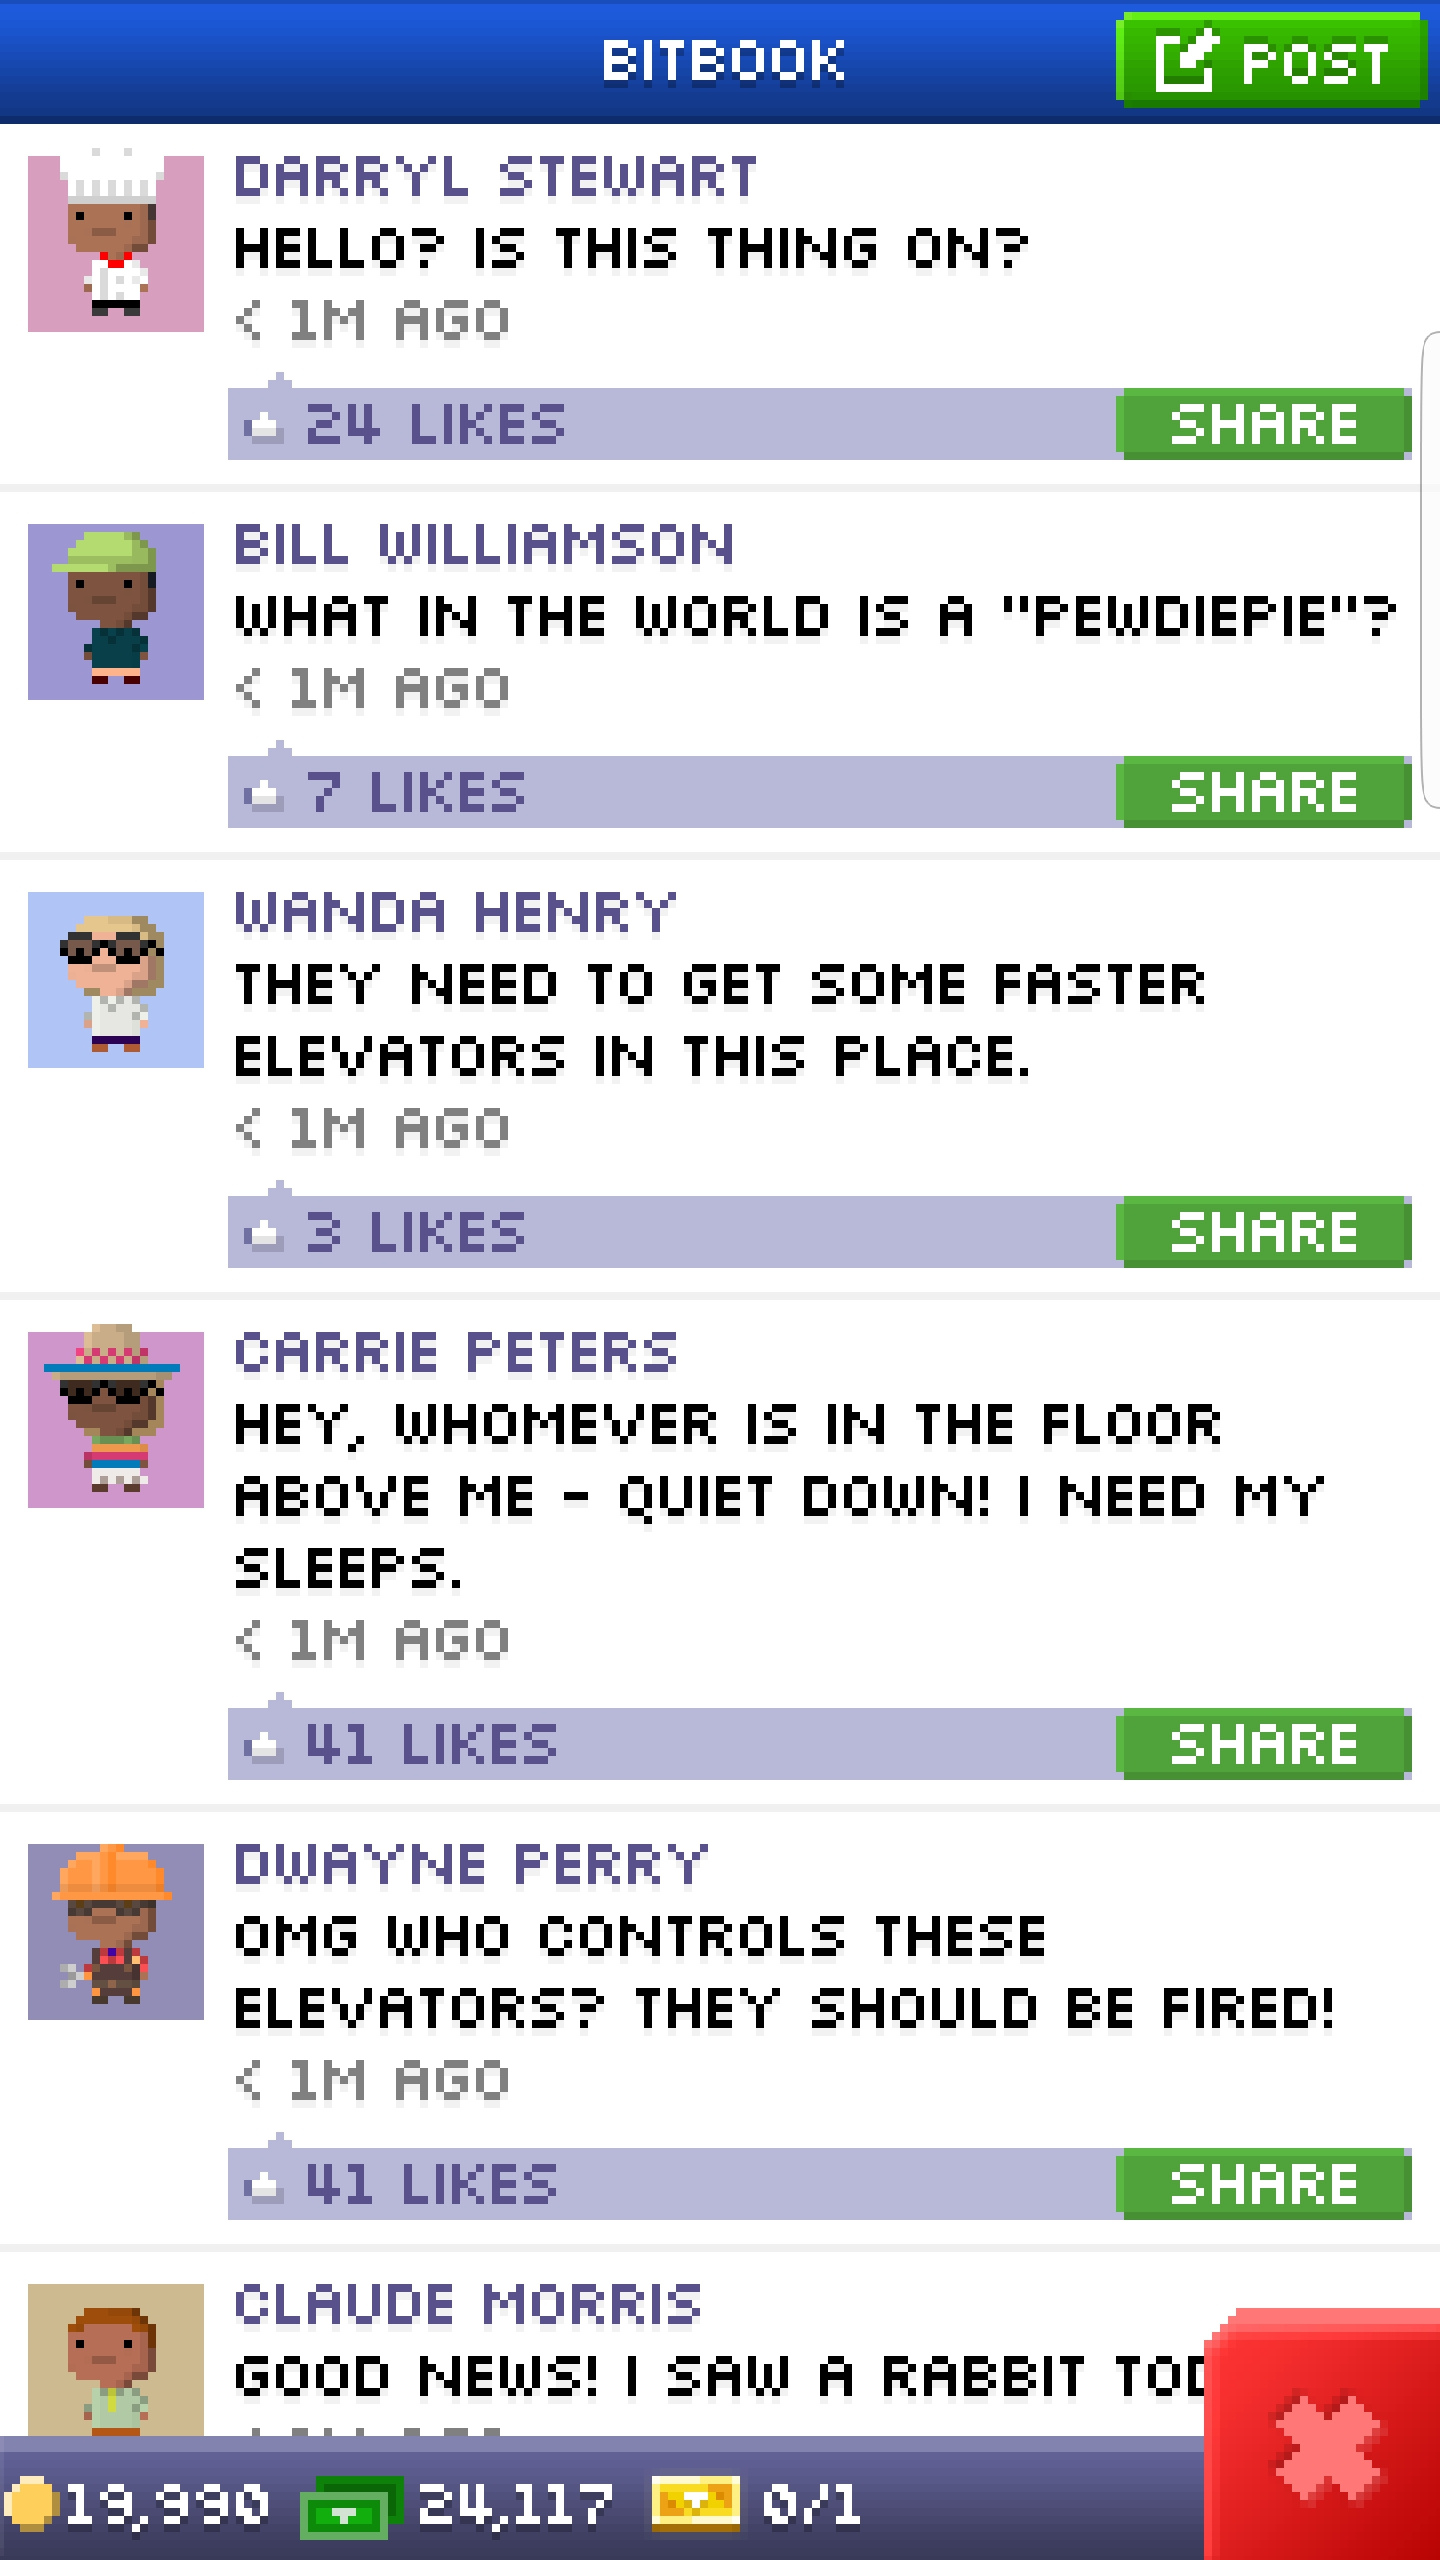 BITBOOK
POST
DARRYL STEWART
HELLO? IS THIS THING ON?
< 1M AGO
24 LIKES
SHARE
BILL WILLIAMSON
WHAT IN THE WORLD IS A "PEWDIEPIE"?
< 1M AGO
7 LIKES
SHARE
WANDA HENRY
THEY NEED TO GET SOME FASTER
ELEVATORS IN THIS PLACE.
< 1M AGO
3 LIKES
SHARE
CARRIE PETERS
HEY, WHOMEVER IS IN THE FLOOR
ABOVE ME - QUIET DOWN! I NEED MY
SLEEPS.
< 1M AGO
41 LIKES
SHARE
DWAYNE PERRY
OMG WHO CONTROLS THESE
ELEVATORS? THEY SHOULD BE FIRED!
< 1M AGO
41 LIKES
SHARE
CLAUDE MORRIS
GOOD NEWS! I SAW A RABBIT
19,990
24,117
0/1